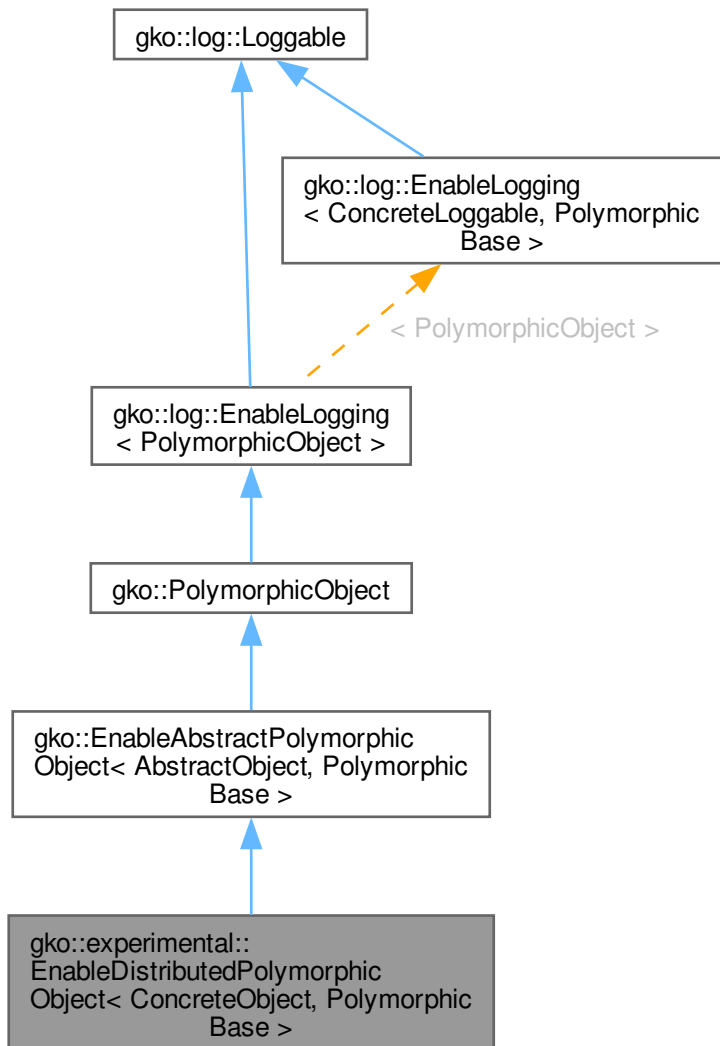 gko::log::Loggable
gko::log::EnableLogging
< ConcreteLoggable, Polymorphic
Base >
< PolymorphicObject >
gko::log::EnableLogging
< PolymorphicObject >
gko::PolymorphicObject
gko::EnableAbstractPolymorphic
Object< AbstractObject, Polymorphic
Base >
gko::experimental::
EnableDistributedPolymorphic
Object< ConcreteObject, Polymorphic
Base >